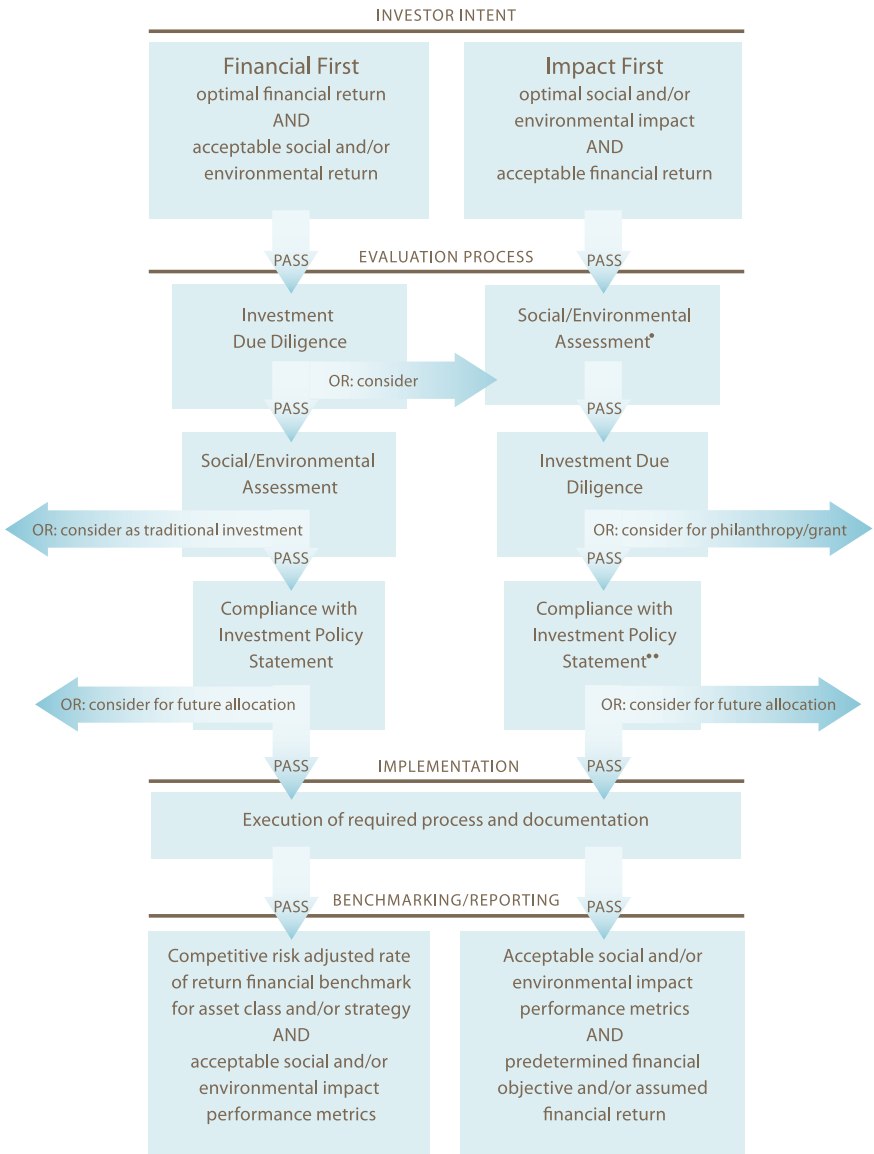 INVESTOR INTENT
Financial First
optimal financial return
AND
acceptable social and/or
environmental return
Impact First
optimal social and/or
environmental impact
AND
acceptable financial return
PASS
PASS
EVALUATION PROCESS
Investment
Due Diligence
Social/Environmental
Assessment•
OR: consider
PASS
PASS
Social/Environmental
Assessment
Investment Due
Diligence
OR: consider as traditional investment
OR: consider for philanthropy/grant
PASS
PASS
Compliance with
Investment Policy
Statement
Compliance with
Investment Policy
Statement••
OR: consider for future allocation
OR: consider for future allocation
PASS
PASS
IMPLEMENTATION
Execution of required process and documentation
PASS
PASS
BENCHMARKING/REPORTING
Competitive risk adjusted rate
of return financial benchmark
for asset class and/or strategy
AND
acceptable social and/or
environmental impact
performance metrics
Acceptable social and/or
environmental impact
performance metrics
AND
predetermined financial
objective and/or assumed
financial return